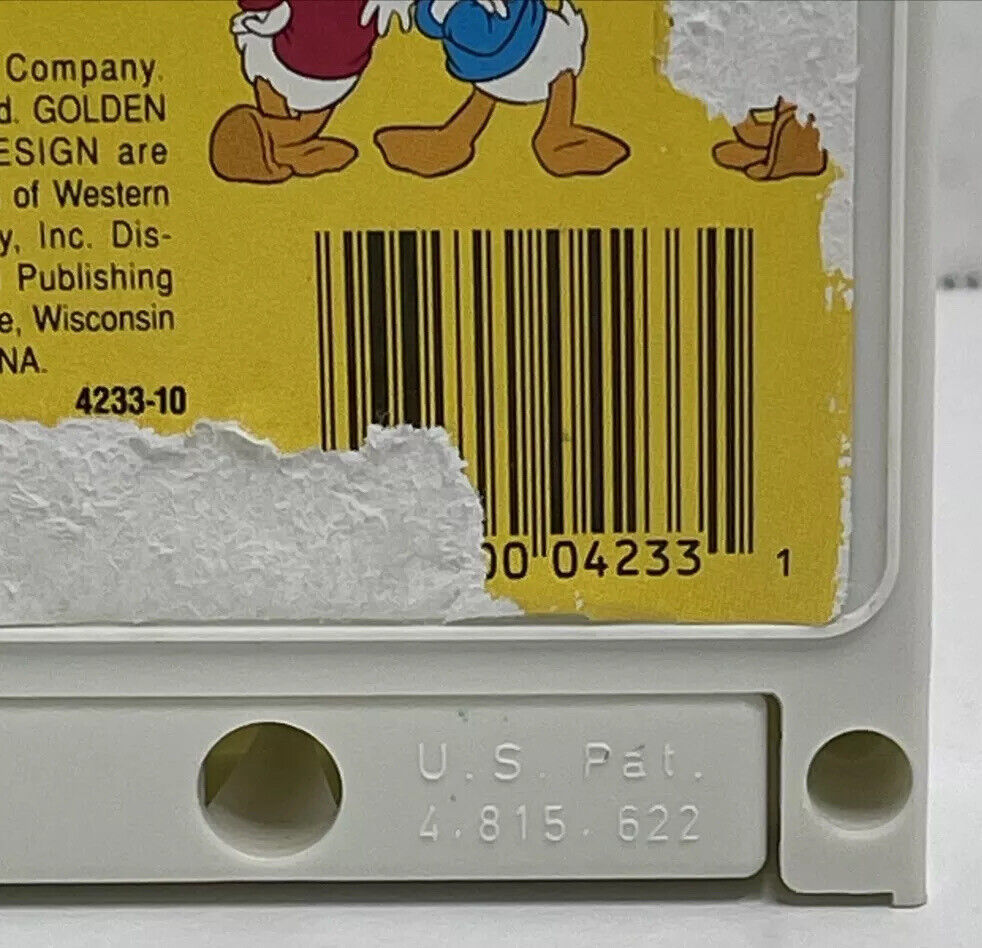 Company.
d. GOLDEN
ESIGN are
of Western
y, Inc. Dis-
Publishing
e, Wisconsin
NA.
4233-10
00 04233 1
U.S. Pat.
4.815.622